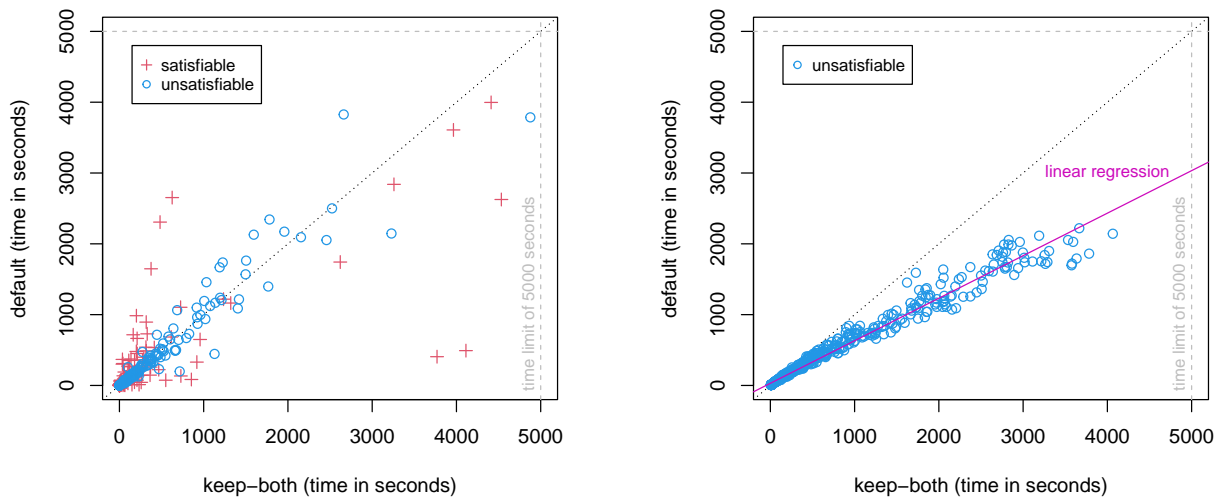 5000
4000
3000
2000
1000
0
default (time in seconds)
satisfiable
unsatisfiable
time limit of 5000 seconds
0 1000 2000 3000 4000 5000
keep−both (time in seconds)
5000
4000
3000
2000
1000
0
default (time in seconds)
unsatisfiable
linear regression
time limit of 5000 seconds
0 1000 2000 3000 4000 5000
keep−both (time in seconds)